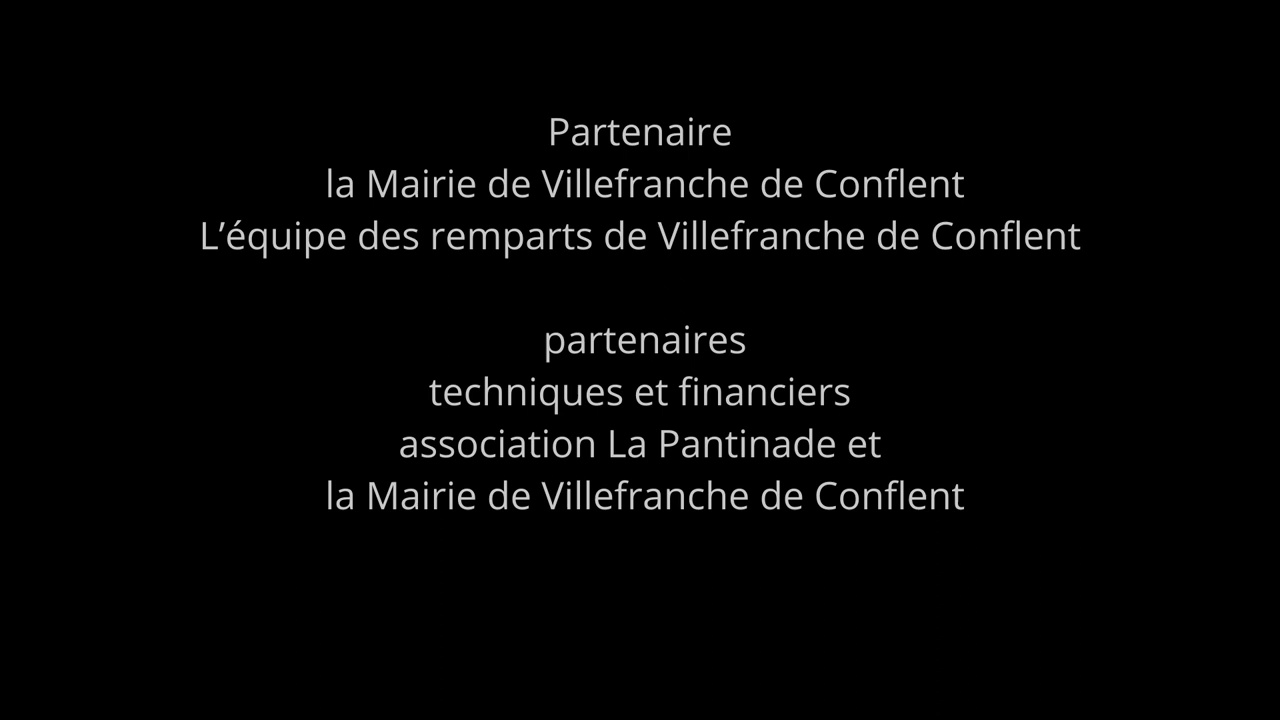 Partenaire
la Mairie de Villefranche de Conflent
L’équipe des remparts de Villefranche de Conflent
partenaires
techniques et financiers
association La Pantinade et
la Mairie de Villefranche de Conflent